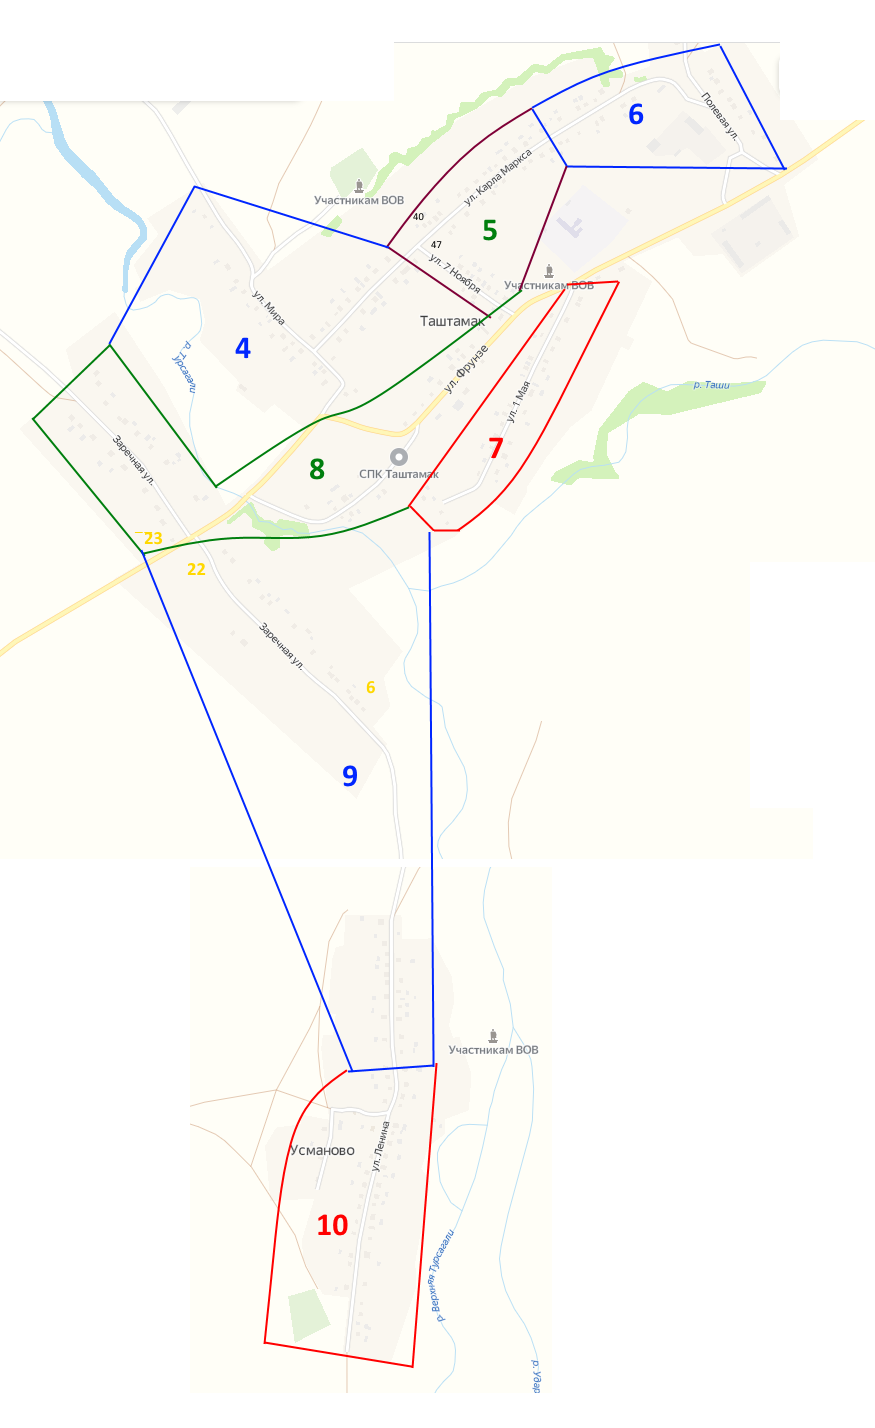 6
Полевая ул.
ул. Карла Маркса
Участникам ВОВ
40
5
47
ул. 7 Ноября
Участникам ВОВ
ул. Мира
Таштамак
4
р. Т.
Урсагали
ул. Фрунзе
р. Таши
ул. 1 Мая
Заречная ул.
7
8
СПК Таштамак
23
22
Заречная ул.
6
9
Участникам ВОВ
Усманово
ул. Ленина
10
р. Верхняя Турсагали
р. Удар